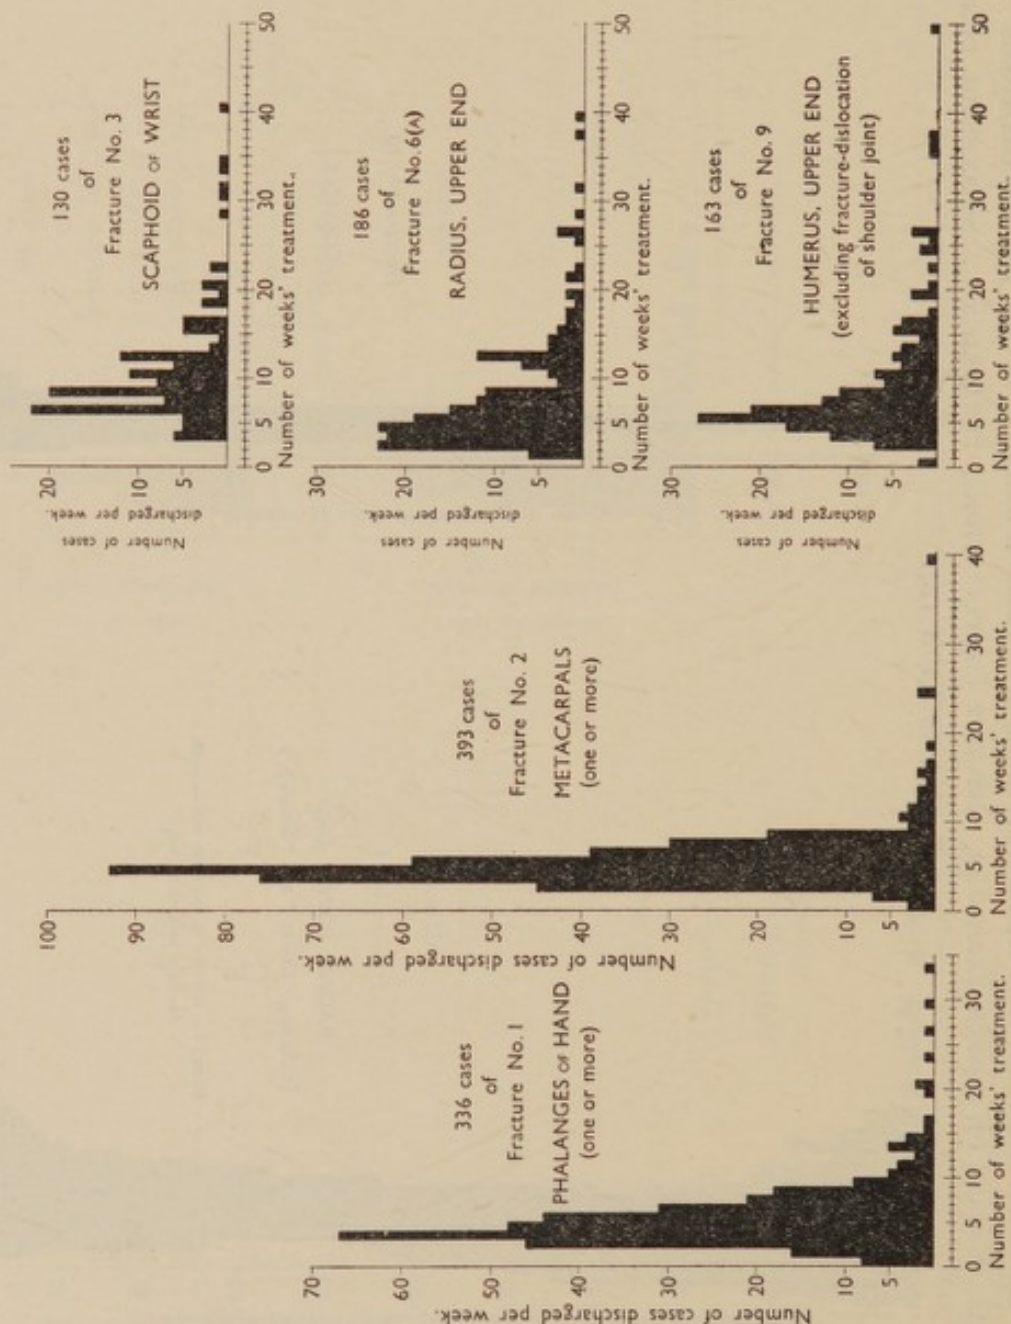 336 cases
of
Fracture No. 1
PHALANGES OF HAND
(one or more)
Number of cases discharged per week.
70
60
50
40
30
20
10
5
0 5 10 20 30
Number of weeks' treatment.
393 cases
of
Fracture No. 2
METACARPALS
(one or more)
Number of cases discharged per week.
100
90
80
70
60
50
40
30
20
10
5
0 5 10 20 30 40
Number of weeks' treatment.
130 cases
of
Fracture No. 3
SCAPHOID OF WRIST
Number of cases
discharged per week.
20
10
5
0 5 10 20 30 40 50
Number of weeks' treatment.
186 cases
of
Fracture No. 6(A)
RADIUS, UPPER END
Number of cases
discharged per week.
30
20
10
5
0 5 10 20 30 40 50
Number of weeks' treatment.
163 cases
of
Fracture No. 9
HUMERUS, UPPER END
(excluding fracture-dislocation
of shoulder joint)
Number of cases
discharged per week.
30
20
10
5
0 5 10 20 30 40 50
Number of weeks' treatment.